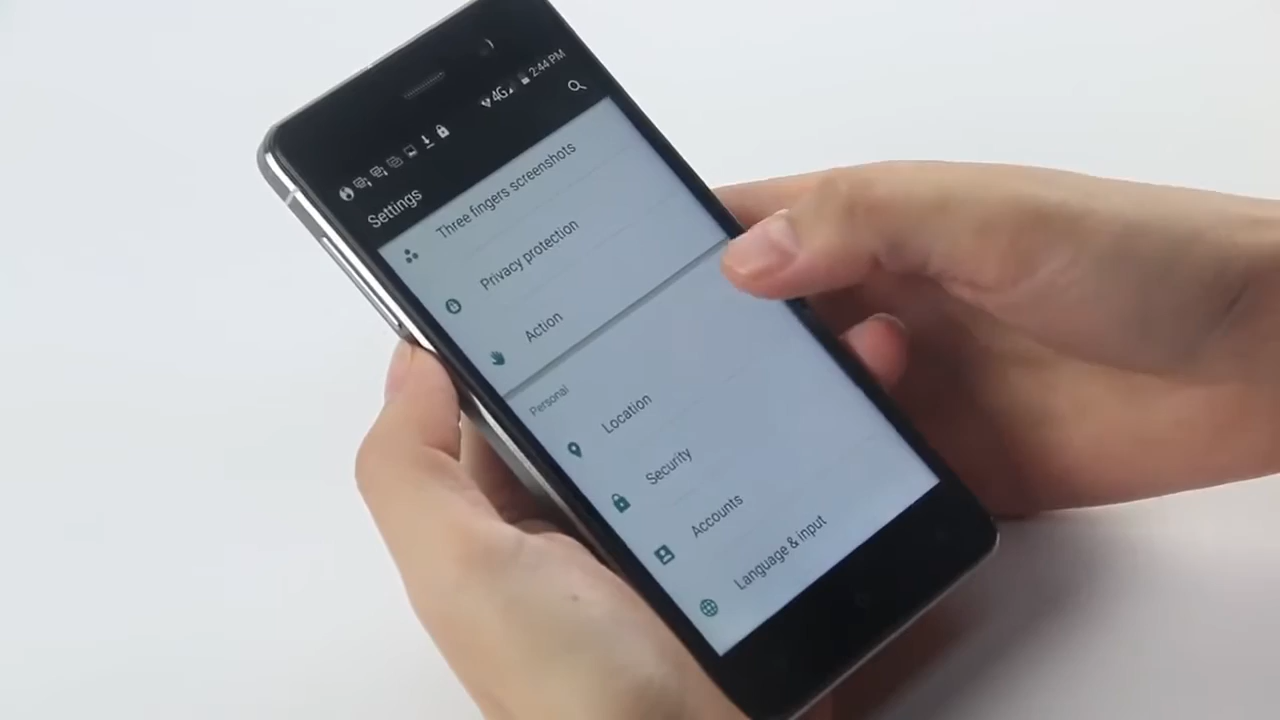 4G 2:44 PM
Settings
Three fingers screenshots
Privacy protection
Action
Personal
Location
Security
Accounts
Language & input